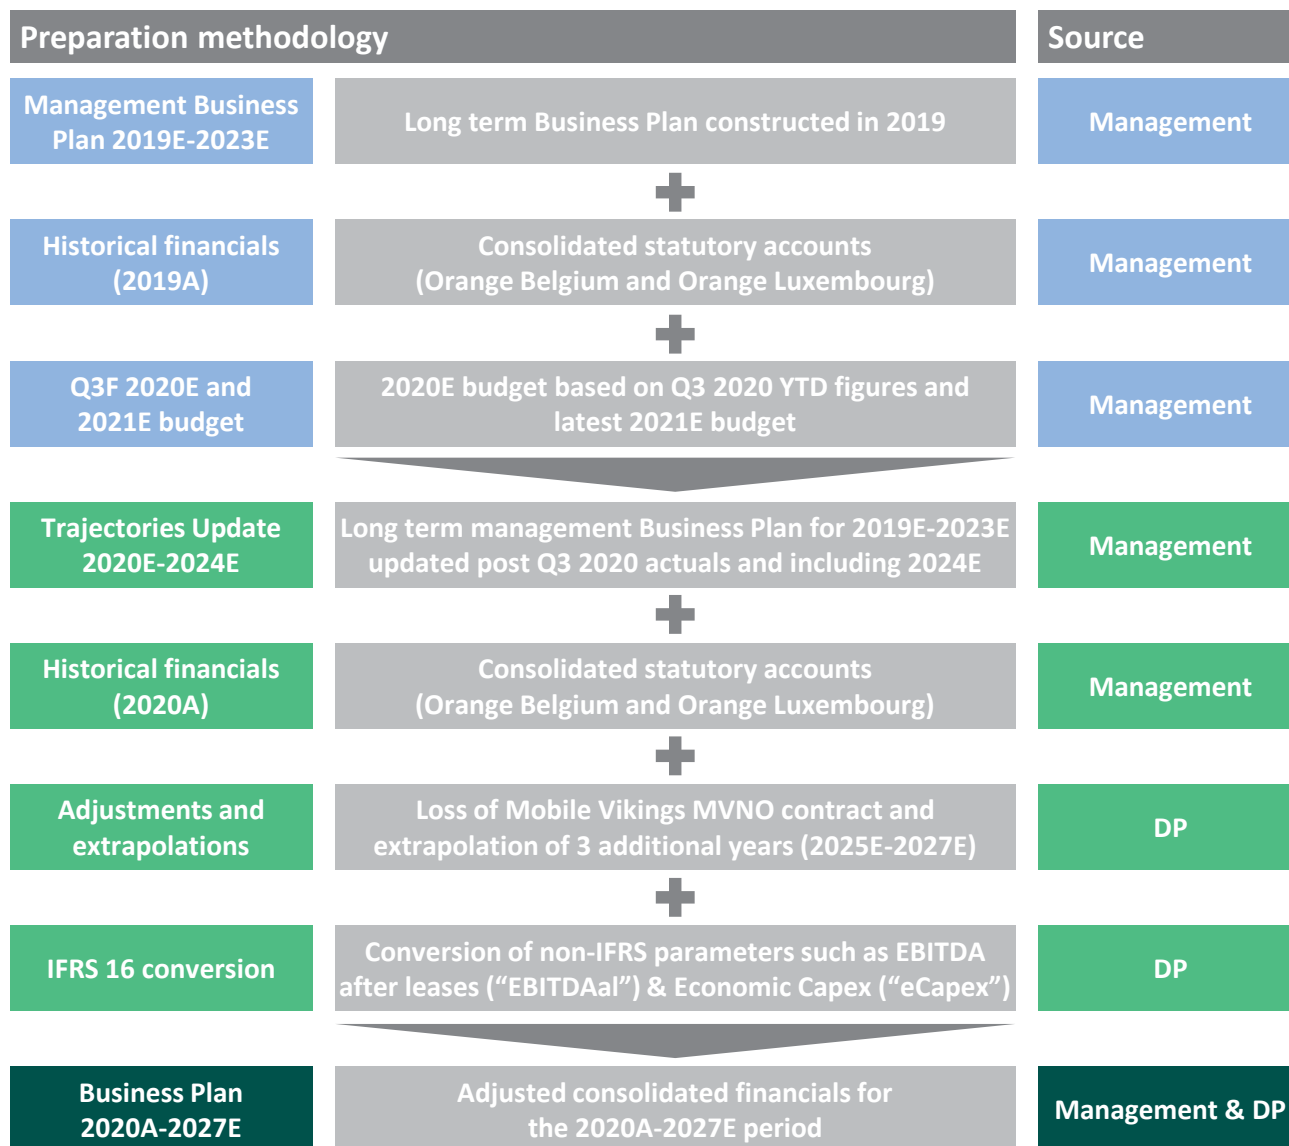 Preparation methodology
Source
Management Business
Plan 2019E-2023E
Long term Business Plan constructed in 2019
Management
Historical financials
(2019A)
Consolidated statutory accounts
(Orange Belgium and Orange Luxembourg)
Management
Q3F 2020E and
2021E budget
2020E budget based on Q3 2020 YTD figures and
latest 2021E budget
Management
Trajectories Update
2020E-2024E
Long term management Business Plan for 2019E-2023E
updated post Q3 2020 actuals and including 2024E
Management
Historical financials
(2020A)
Consolidated statutory accounts
(Orange Belgium and Orange Luxembourg)
Management
Adjustments and
extrapolations
Loss of Mobile Vikings MVNO contract and
extrapolation of 3 additional years (2025E-2027E)
DP
IFRS 16 conversion
Conversion of non-IFRS parameters such as EBITDA
after leases (“EBITDAal”) & Economic Capex (“eCapex”)
DP
Business Plan
2020A-2027E
Adjusted consolidated financials for
the 2020A-2027E period
Management & DP